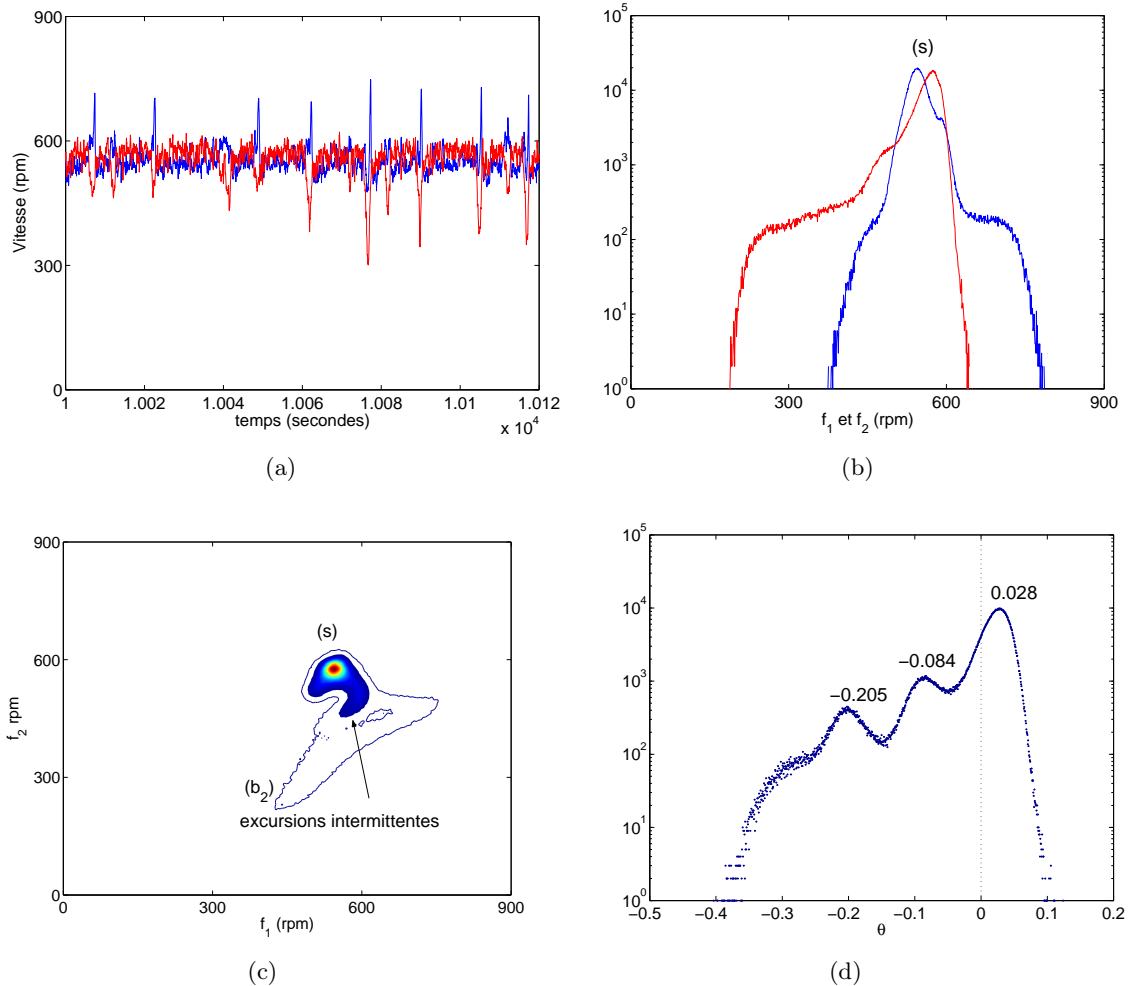 900
600
300
0
Vitesse (rpm)
1 1.002 1.004 1.006 1.008 1.01 1.012
temps (secondes)
x 10^4
(a)
10^5
10^4
10^3
10^2
10^1
10^0
(s)
0 300 600 900
f_1 et f_2 (rpm)
(b)
900
600
300
0
f_2 rpm
(s)
(b_2)
excursions intermittentes
0 300 600 900
f_1 (rpm)
(c)
10^5
10^4
10^3
10^2
10^1
10^0
0.028
−0.084
−0.205
−0.5 −0.4 −0.3 −0.2 −0.1 0 0.1 0.2
θ
(d)